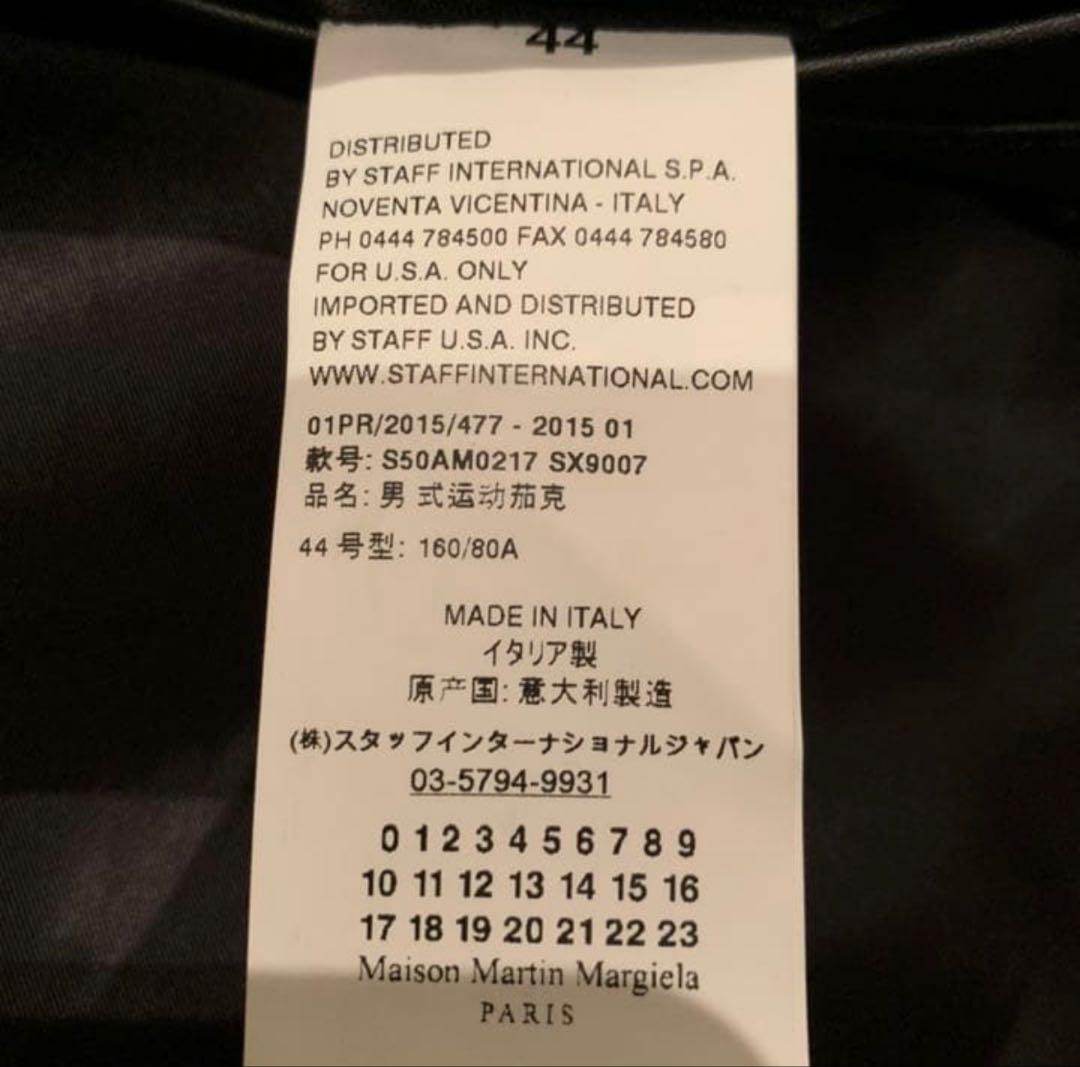 44
DISTRIBUTED
BY STAFF INTERNATIONAL S.P.A.
NOVENTA VICENTINA - ITALY
PH 0444 784500 FAX 0444 784580
FOR U.S.A. ONLY
IMPORTED AND DISTRIBUTED
BY STAFF U.S.A. INC.
WWW.STAFFINTERNATIONAL.COM
01PR/2015/477 - 2015 01
款号: S50AM0217 SX9007
品名: 男 式运动茄克
44 号型: 160/80A
MADE IN ITALY
イタリア製
原产国: 意大利製造
(株)スタッフインターナショナルジャパン
03-5794-9931
0 1 2 3 4 5 6 7 8 9
10 11 12 13 14 15 16
17 18 19 20 21 22 23
Maison Martin Margiela
PARIS